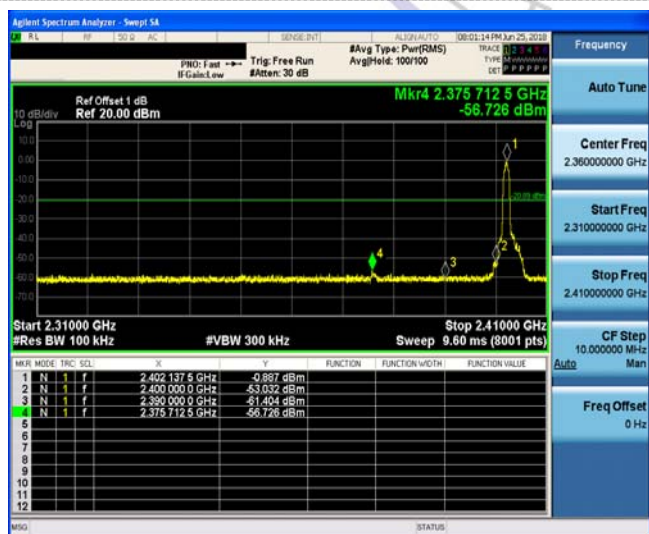 Agilent Spectrum Analyzer - Swept SA
RL RF 50 Ω AC SENSE:INT ALIGNAUTO 08:01:14 PM Jun 25, 2018
PNO: Fast Trig: Free Run #Avg Type: Pwr(RMS) TRACE 1 2 3 4 5 6
IFGain:Low #Atten: 30 dB Avg|Hold: 100/100 TYPE M
DET P P P P P P
Ref Offset 1 dB Mkr4 2.375 712 5 GHz
10 dB/div Ref 20.00 dBm -56.726 dBm
Log
10.0
0.00
-10.0
-20.0
-30.0
-40.0
-50.0
-60.0
-70.0
1
2
3
4
Start 2.31000 GHz Stop 2.41000 GHz
#Res BW 100 kHz #VBW 300 kHz Sweep 9.60 ms (8001 pts)
MKR MODE TRC SCL X Y FUNCTION FUNCTION WIDTH FUNCTION VALUE
1 N 1 f 2.402 137 5 GHz -0.887 dBm
2 N 1 f 2.400 000 0 GHz -53.032 dBm
3 N 1 f 2.390 000 0 GHz -61.404 dBm
4 N 1 f 2.375 712 5 GHz -56.726 dBm
5
6
7
8
9
10
11
12
MSG STATUS
Frequency
Auto Tune
Center Freq
2.360000000 GHz
Start Freq
2.310000000 GHz
Stop Freq
2.410000000 GHz
CF Step
10.000000 MHz
Auto Man
Freq Offset
0 Hz